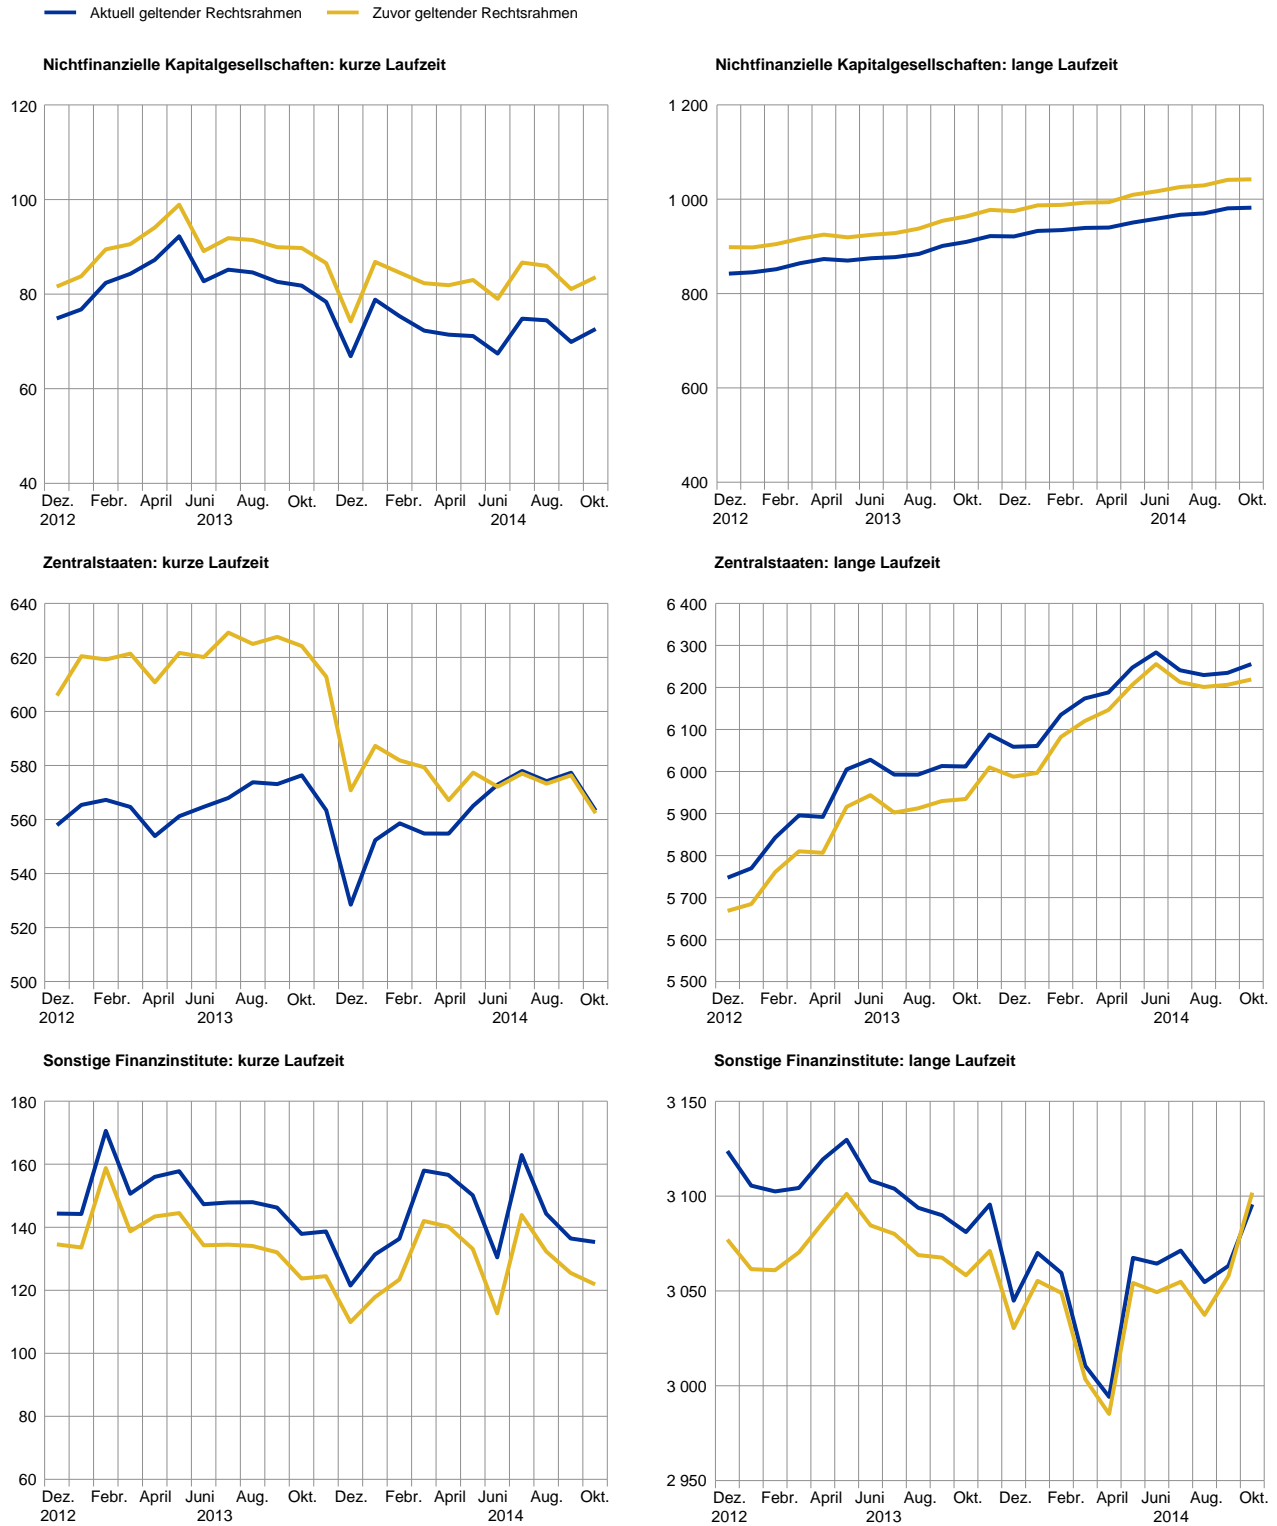 Aktuell geltender Rechtsrahmen Zuvor geltender Rechtsrahmen
Nichtfinanzielle Kapitalgesellschaften: kurze Laufzeit
120
100
80
60
40
Dez. Febr. April Juni Aug. Okt. Dez. Febr. April Juni Aug. Okt.
2012 2013 2014
Nichtfinanzielle Kapitalgesellschaften: lange Laufzeit
1 200
1 000
800
600
400
Dez. Febr. April Juni Aug. Okt. Dez. Febr. April Juni Aug. Okt.
2012 2013 2014
Zentralstaaten: kurze Laufzeit
640
620
600
580
560
540
520
500
Dez. Febr. April Juni Aug. Okt. Dez. Febr. April Juni Aug. Okt.
2012 2013 2014
Zentralstaaten: lange Laufzeit
6 400
6 300
6 200
6 100
6 000
5 900
5 800
5 700
5 600
5 500
Dez. Febr. April Juni Aug. Okt. Dez. Febr. April Juni Aug. Okt.
2012 2013 2014
Sonstige Finanzinstitute: kurze Laufzeit
180
160
140
120
100
80
60
Dez. Febr. April Juni Aug. Okt. Dez. Febr. April Juni Aug. Okt.
2012 2013 2014
Sonstige Finanzinstitute: lange Laufzeit
3 150
3 100
3 050
3 000
2 950
Dez. Febr. April Juni Aug. Okt. Dez. Febr. April Juni Aug. Okt.
2012 2013 2014